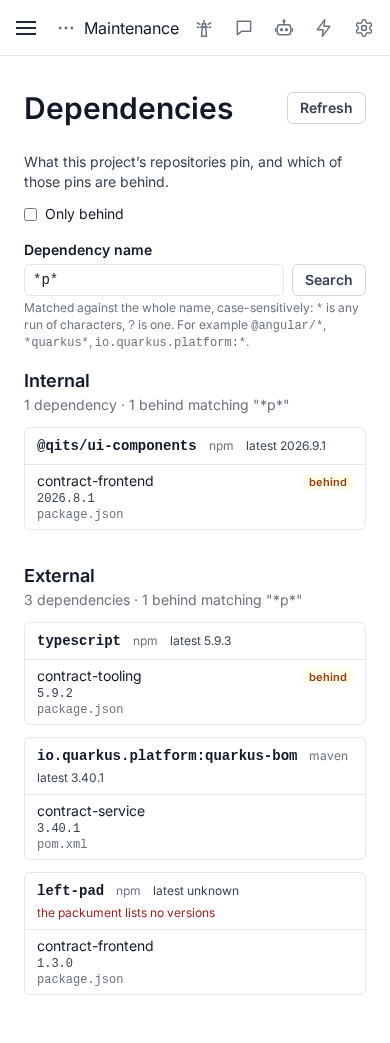 Maintenance
Dependencies
Refresh
What this project's repositories pin, and which of
those pins are behind.
Only behind
Dependency name
*p*
Search
Matched against the whole name, case-sensitively: * is any
run of characters, ? is one. For example @angular/*,
*quarkus*, io.quarkus.platform:*.
Internal
1 dependency · 1 behind matching "*p*"
@qits/ui-components npm latest 2026.9.1
contract-frontend behind
2026.8.1
package.json
External
3 dependencies · 1 behind matching "*p*"
typescript npm latest 5.9.3
contract-tooling behind
5.9.2
package.json
io.quarkus.platform:quarkus-bom maven
latest 3.40.1
contract-service
3.40.1
pom.xml
left-pad npm latest unknown
the packument lists no versions
contract-frontend
1.3.0
package.json